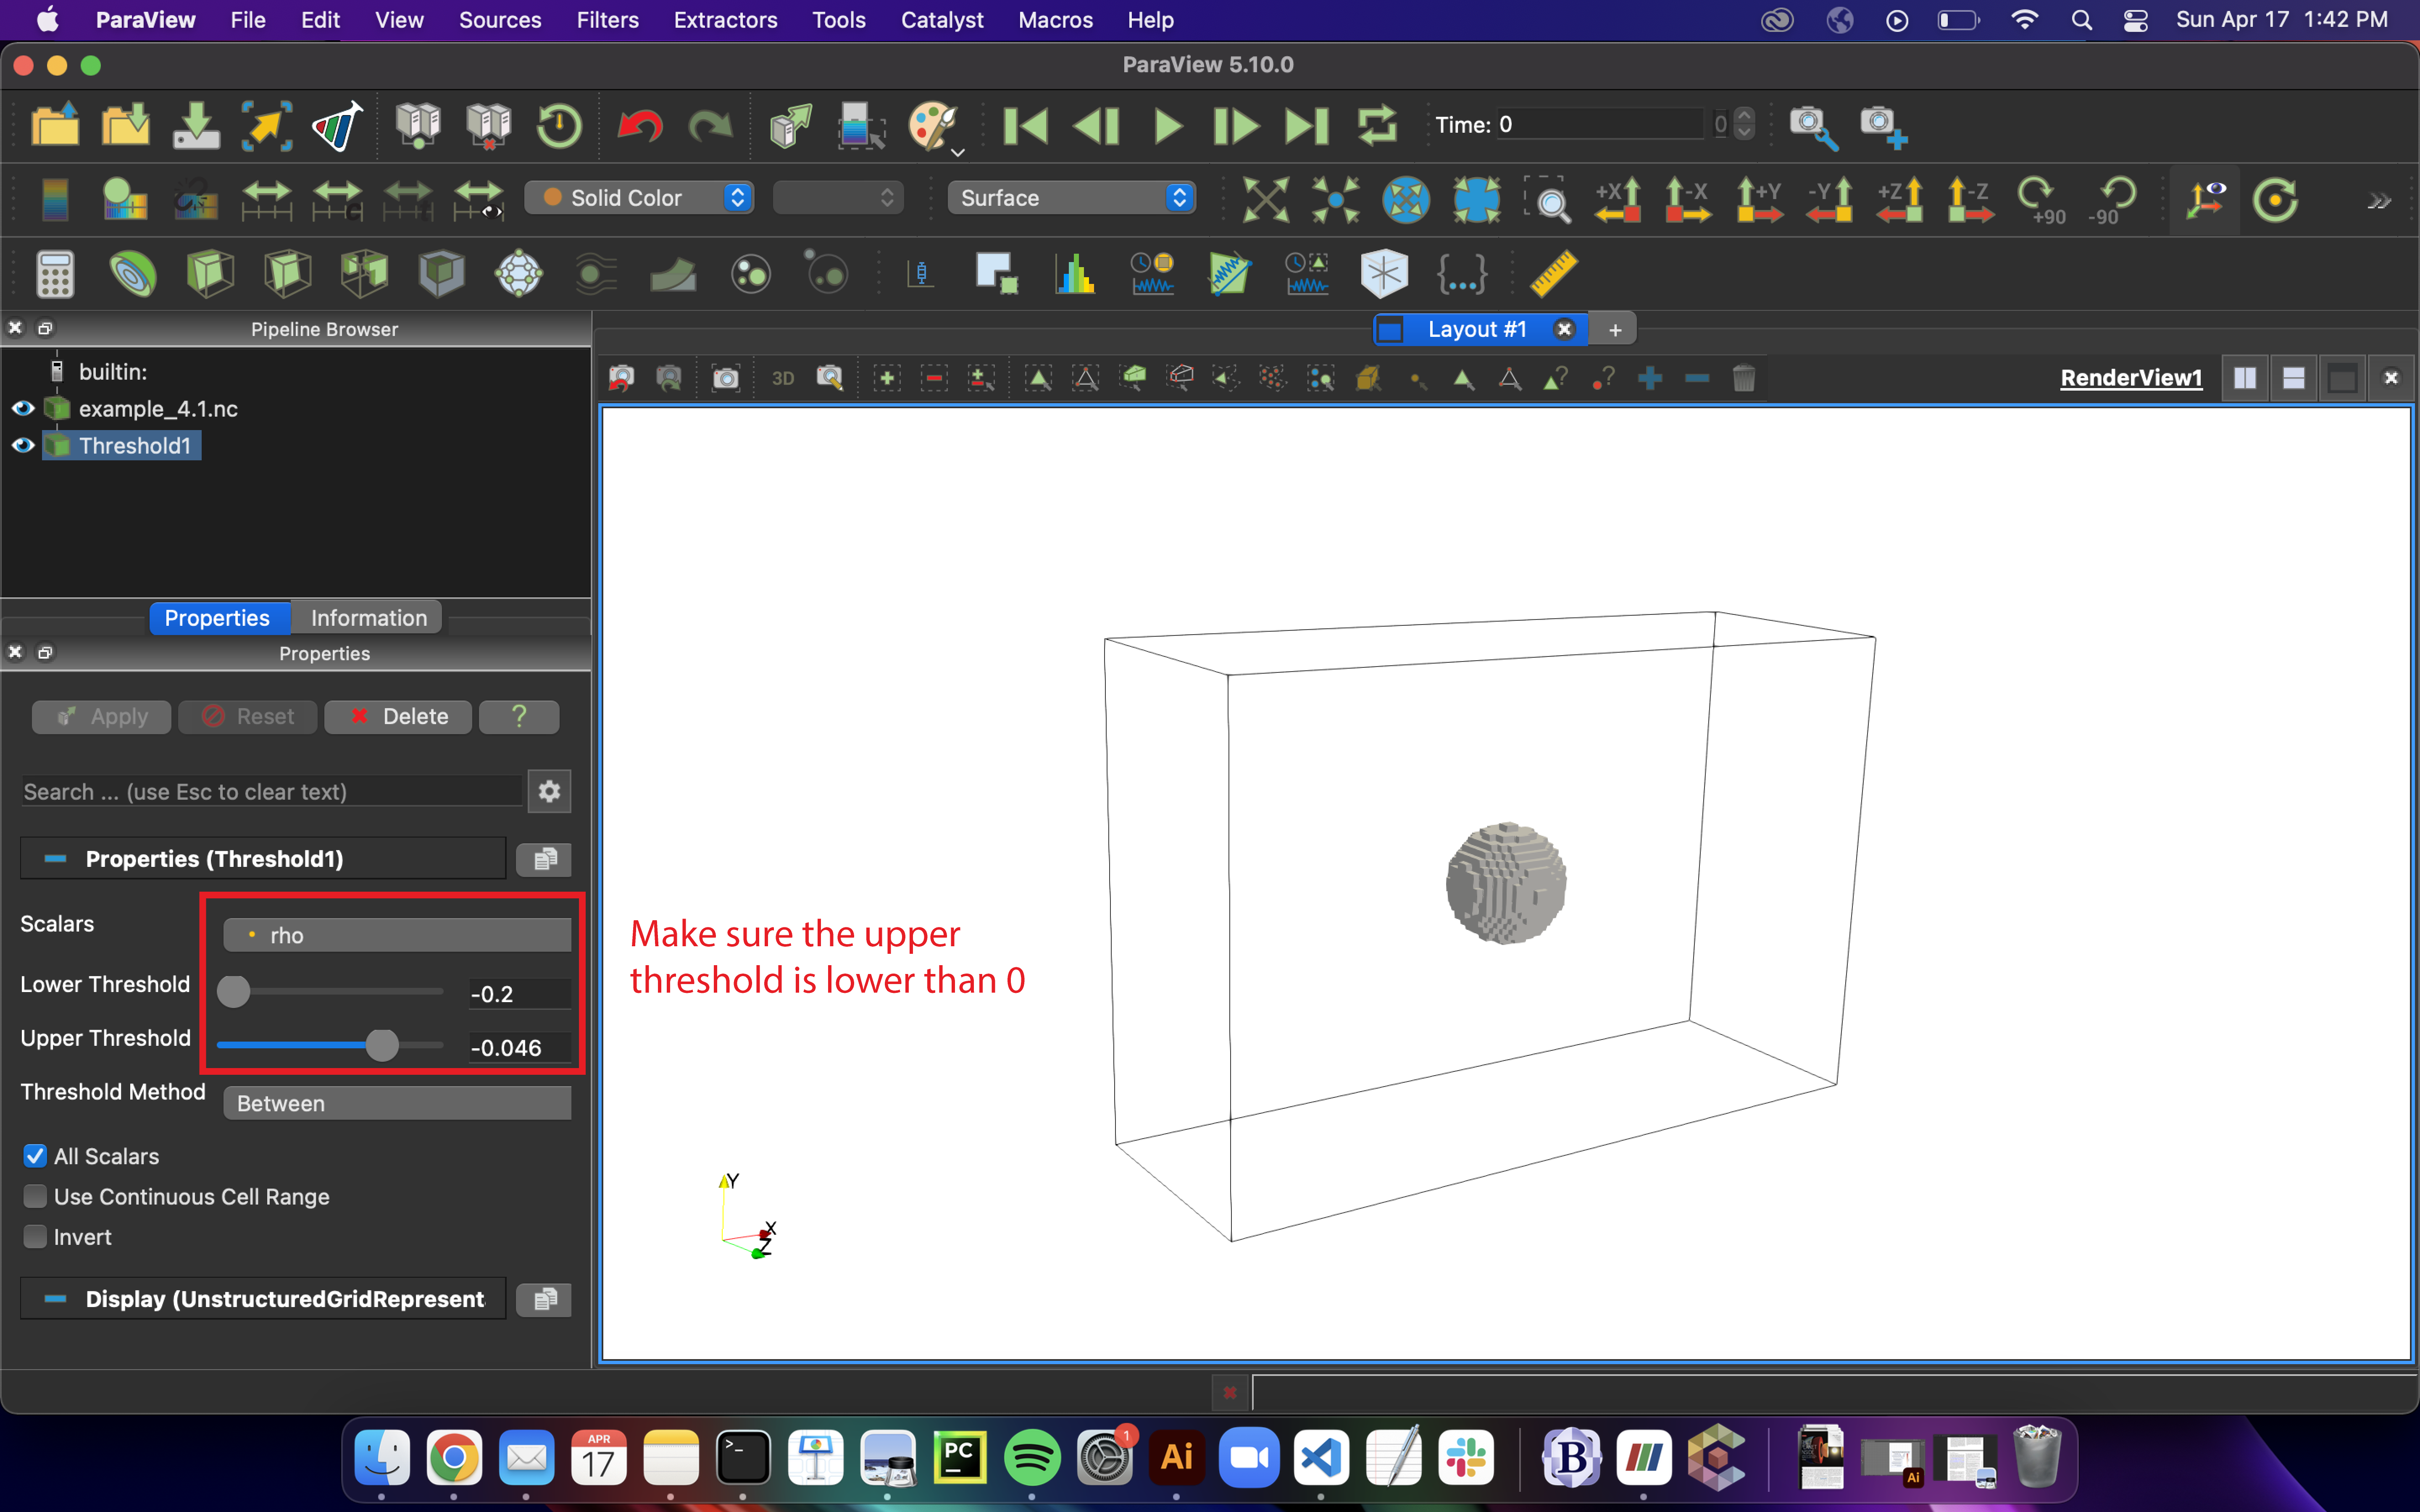 ParaView File Edit View Sources Filters Extractors Tools Catalyst Macros Help Sun Apr 17 1:42 PM
ParaView 5.10.0
Time: 0 0
Solid Color Surface +X -X +Y -Y +Z -Z +90 -90
Pipeline Browser
Layout #1 +
builtin:
3D RenderView1
example_4.1.nc
Threshold1
Properties Information
Properties
Apply Reset Delete ?
Search ... (use Esc to clear text)
Properties (Threshold1)
Scalars rho
Lower Threshold -0.2
Upper Threshold -0.046
Threshold Method Between
All Scalars
Use Continuous Cell Range
Invert
Display (UnstructuredGridRepresent
Make sure the upper
threshold is lower than 0
Y
X
Z
APR
17
PC
1
Ai
B
Ai